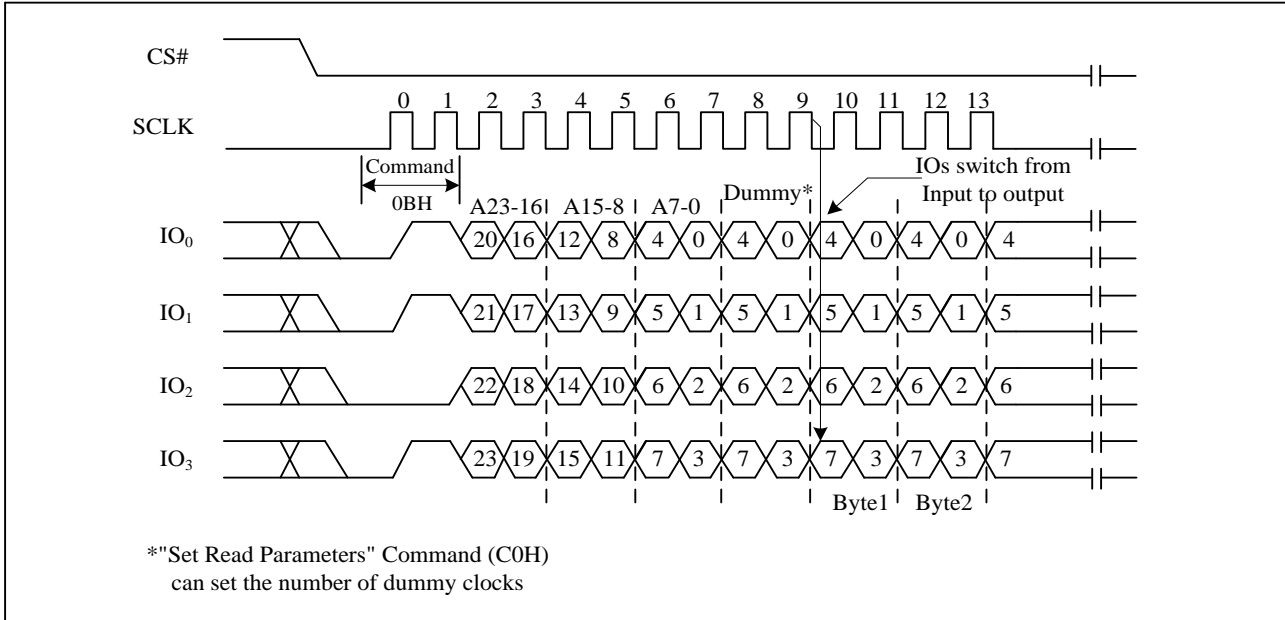 CS#
0 1 2 3 4 5 6 7 8 9 10 11 12 13
SCLK
Command
IOs switch from
Input to output
0BH
A23-16 A15-8 A7-0 Dummy*
IO₀ 20 16 12 8 4 0 4 0 4 0 4 0 4
IO₁ 21 17 13 9 5 1 5 1 5 1 5 1 5
IO₂ 22 18 14 10 6 2 6 2 6 2 6 2 6
IO₃ 23 19 15 11 7 3 7 3 7 3 7 3 7
Byte1 Byte2
*"Set Read Parameters" Command (C0H)
can set the number of dummy clocks